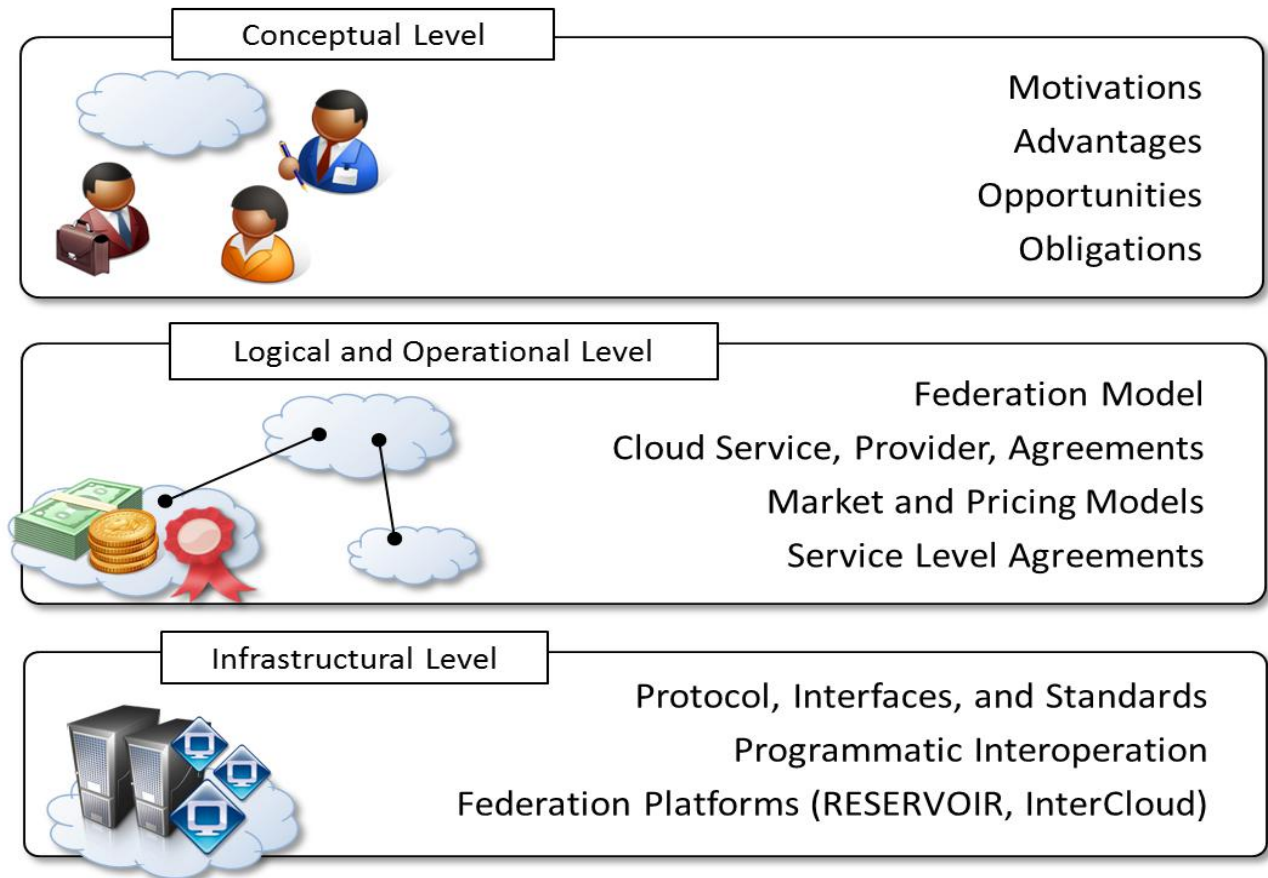 Conceptual Level
Motivations
Advantages
Opportunities
Obligations
Logical and Operational Level
Federation Model
Cloud Service, Provider, Agreements
Market and Pricing Models
Service Level Agreements
Infrastructural Level
Protocol, Interfaces, and Standards
Programmatic Interoperation
Federation Platforms (RESERVOIR, InterCloud)